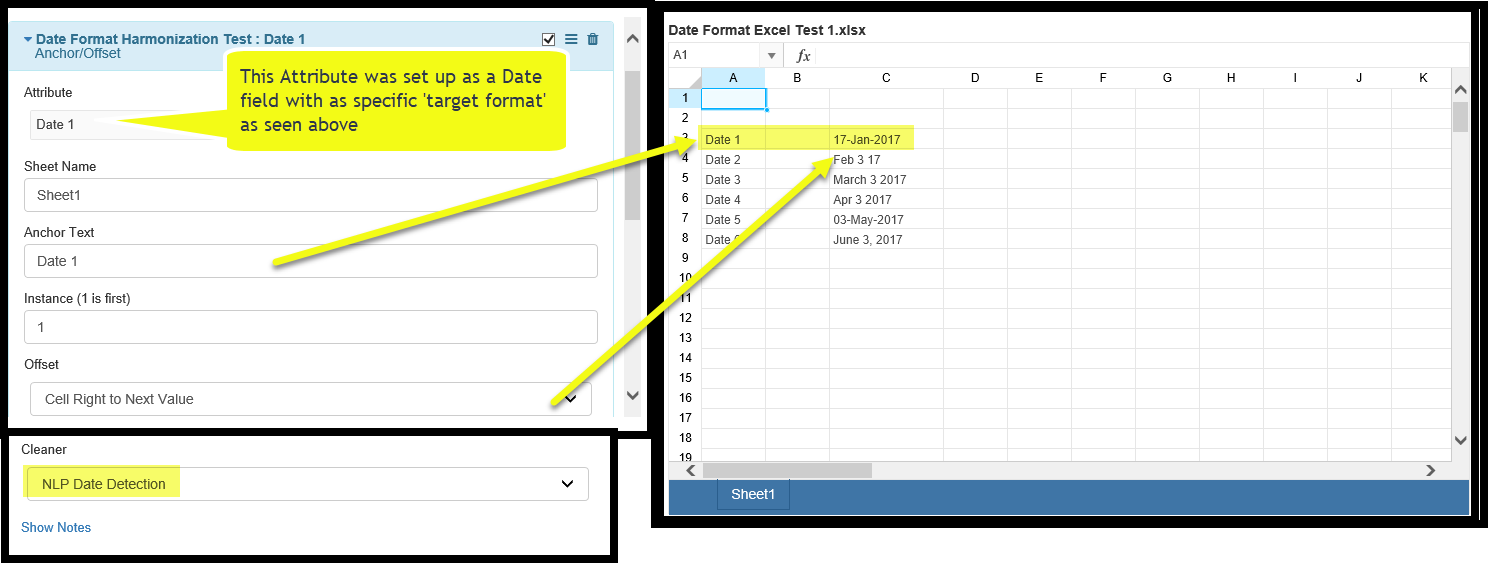 Date Format Harmonization Test : Date 1
Anchor/Offset
This Attribute was set up as a Date
field with as specific 'target format'
as seen above
Attribute
Date 1
Sheet Name
Sheet1
Anchor Text
Date 1
Instance (1 is first)
1
Offset
Cell Right to Next Value
Cleaner
NLP Date Detection
Show Notes
Date Format Excel Test 1.xlsx
A1 fx
A B C D E F G H I J K
1
2
3 Date 1 17-Jan-2017
4 Date 2 Feb 3 17
5 Date 3 March 3 2017
6 Date 4 Apr 3 2017
7 Date 5 03-May-2017
8 Date June 3, 2017
9
10
11
12
13
14
15
16
17
18
19
Sheet1